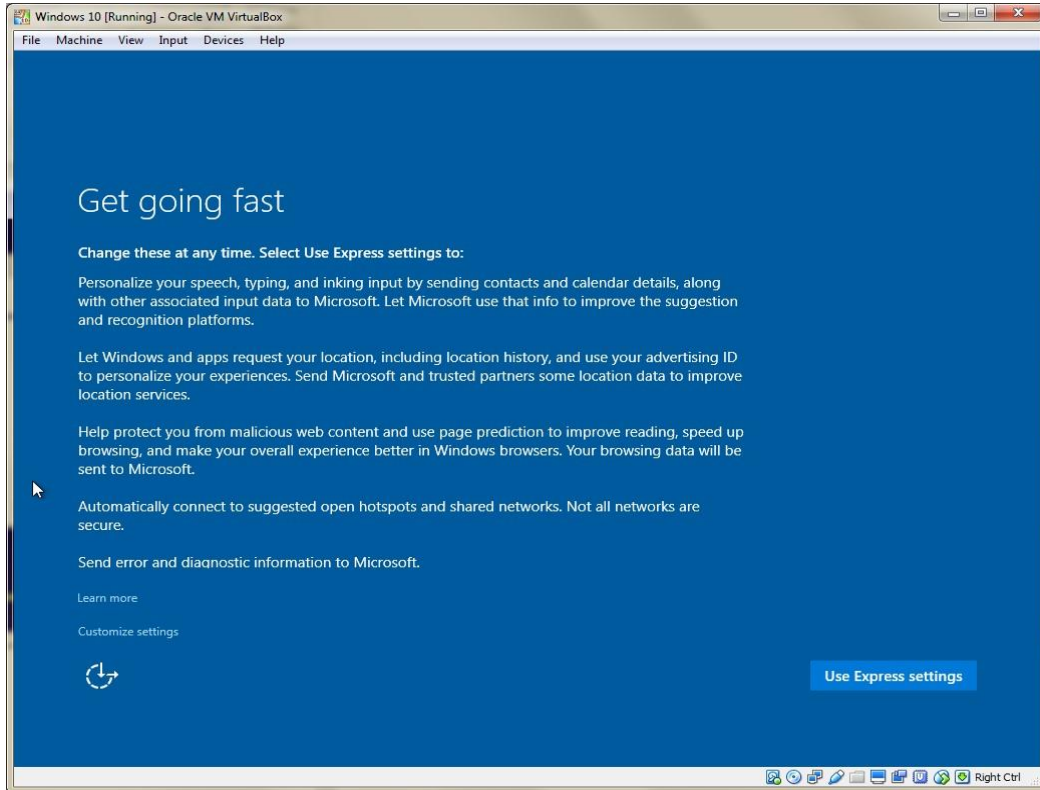 Windows 10 [Running] - Oracle VM VirtualBox
File Machine View Input Devices Help
Get going fast
Change these at any time. Select Use Express settings to:
Personalize your speech, typing, and inking input by sending contacts and calendar details, along
with other associated input data to Microsoft. Let Microsoft use that info to improve the suggestion
and recognition platforms.
Let Windows and apps request your location, including location history, and use your advertising ID
to personalize your experiences. Send Microsoft and trusted partners some location data to improve
location services.
Help protect you from malicious web content and use page prediction to improve reading, speed up
browsing, and make your overall experience better in Windows browsers. Your browsing data will be
sent to Microsoft.
Automatically connect to suggested open hotspots and shared networks. Not all networks are
secure.
Send error and diagnostic information to Microsoft.
Learn more
Customize settings
Use Express settings
Right Ctrl